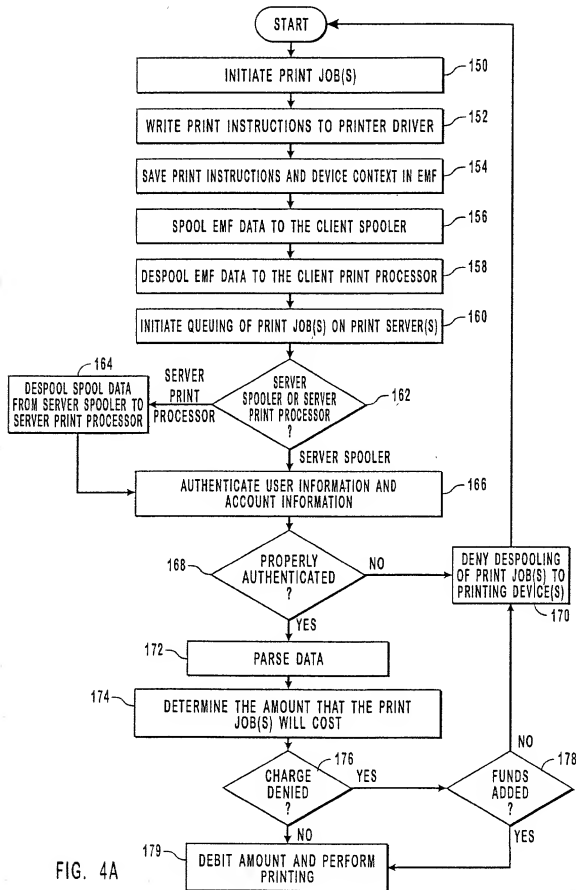 START
INITIATE PRINT JOB(S)
150
WRITE PRINT INSTRUCTIONS TO PRINTER DRIVER
152
SAVE PRINT INSTRUCTIONS AND DEVICE CONTEXT IN EMF
154
SPOOL EMF DATA TO THE CLIENT SPOOLER
156
DESPOOL EMF DATA TO THE CLIENT PRINT PROCESSOR
158
INITIATE QUEUING OF PRINT JOB(S) ON PRINT SERVER(S)
160
164
DESPOOL SPOOL DATA
FROM SERVER SPOOLER TO
SERVER PRINT PROCESSOR
SERVER
PRINT
PROCESSOR
SERVER
SPOOLER OR SERVER
PRINT PROCESSOR
?
162
SERVER SPOOLER
AUTHENTICATE USER INFORMATION AND
ACCOUNT INFORMATION
166
168
PROPERLY
AUTHENTICATED
?
NO
DENY DESPOOLING
OF PRINT JOB(S) TO
PRINTING DEVICE(S)
170
YES
172
PARSE DATA
174
DETERMINE THE AMOUNT THAT THE PRINT
JOB(S) WILL COST
176
CHARGE
DENIED
?
YES
NO
178
FUNDS
ADDED
?
NO
YES
179
DEBIT AMOUNT AND PERFORM
PRINTING
FIG. 4A